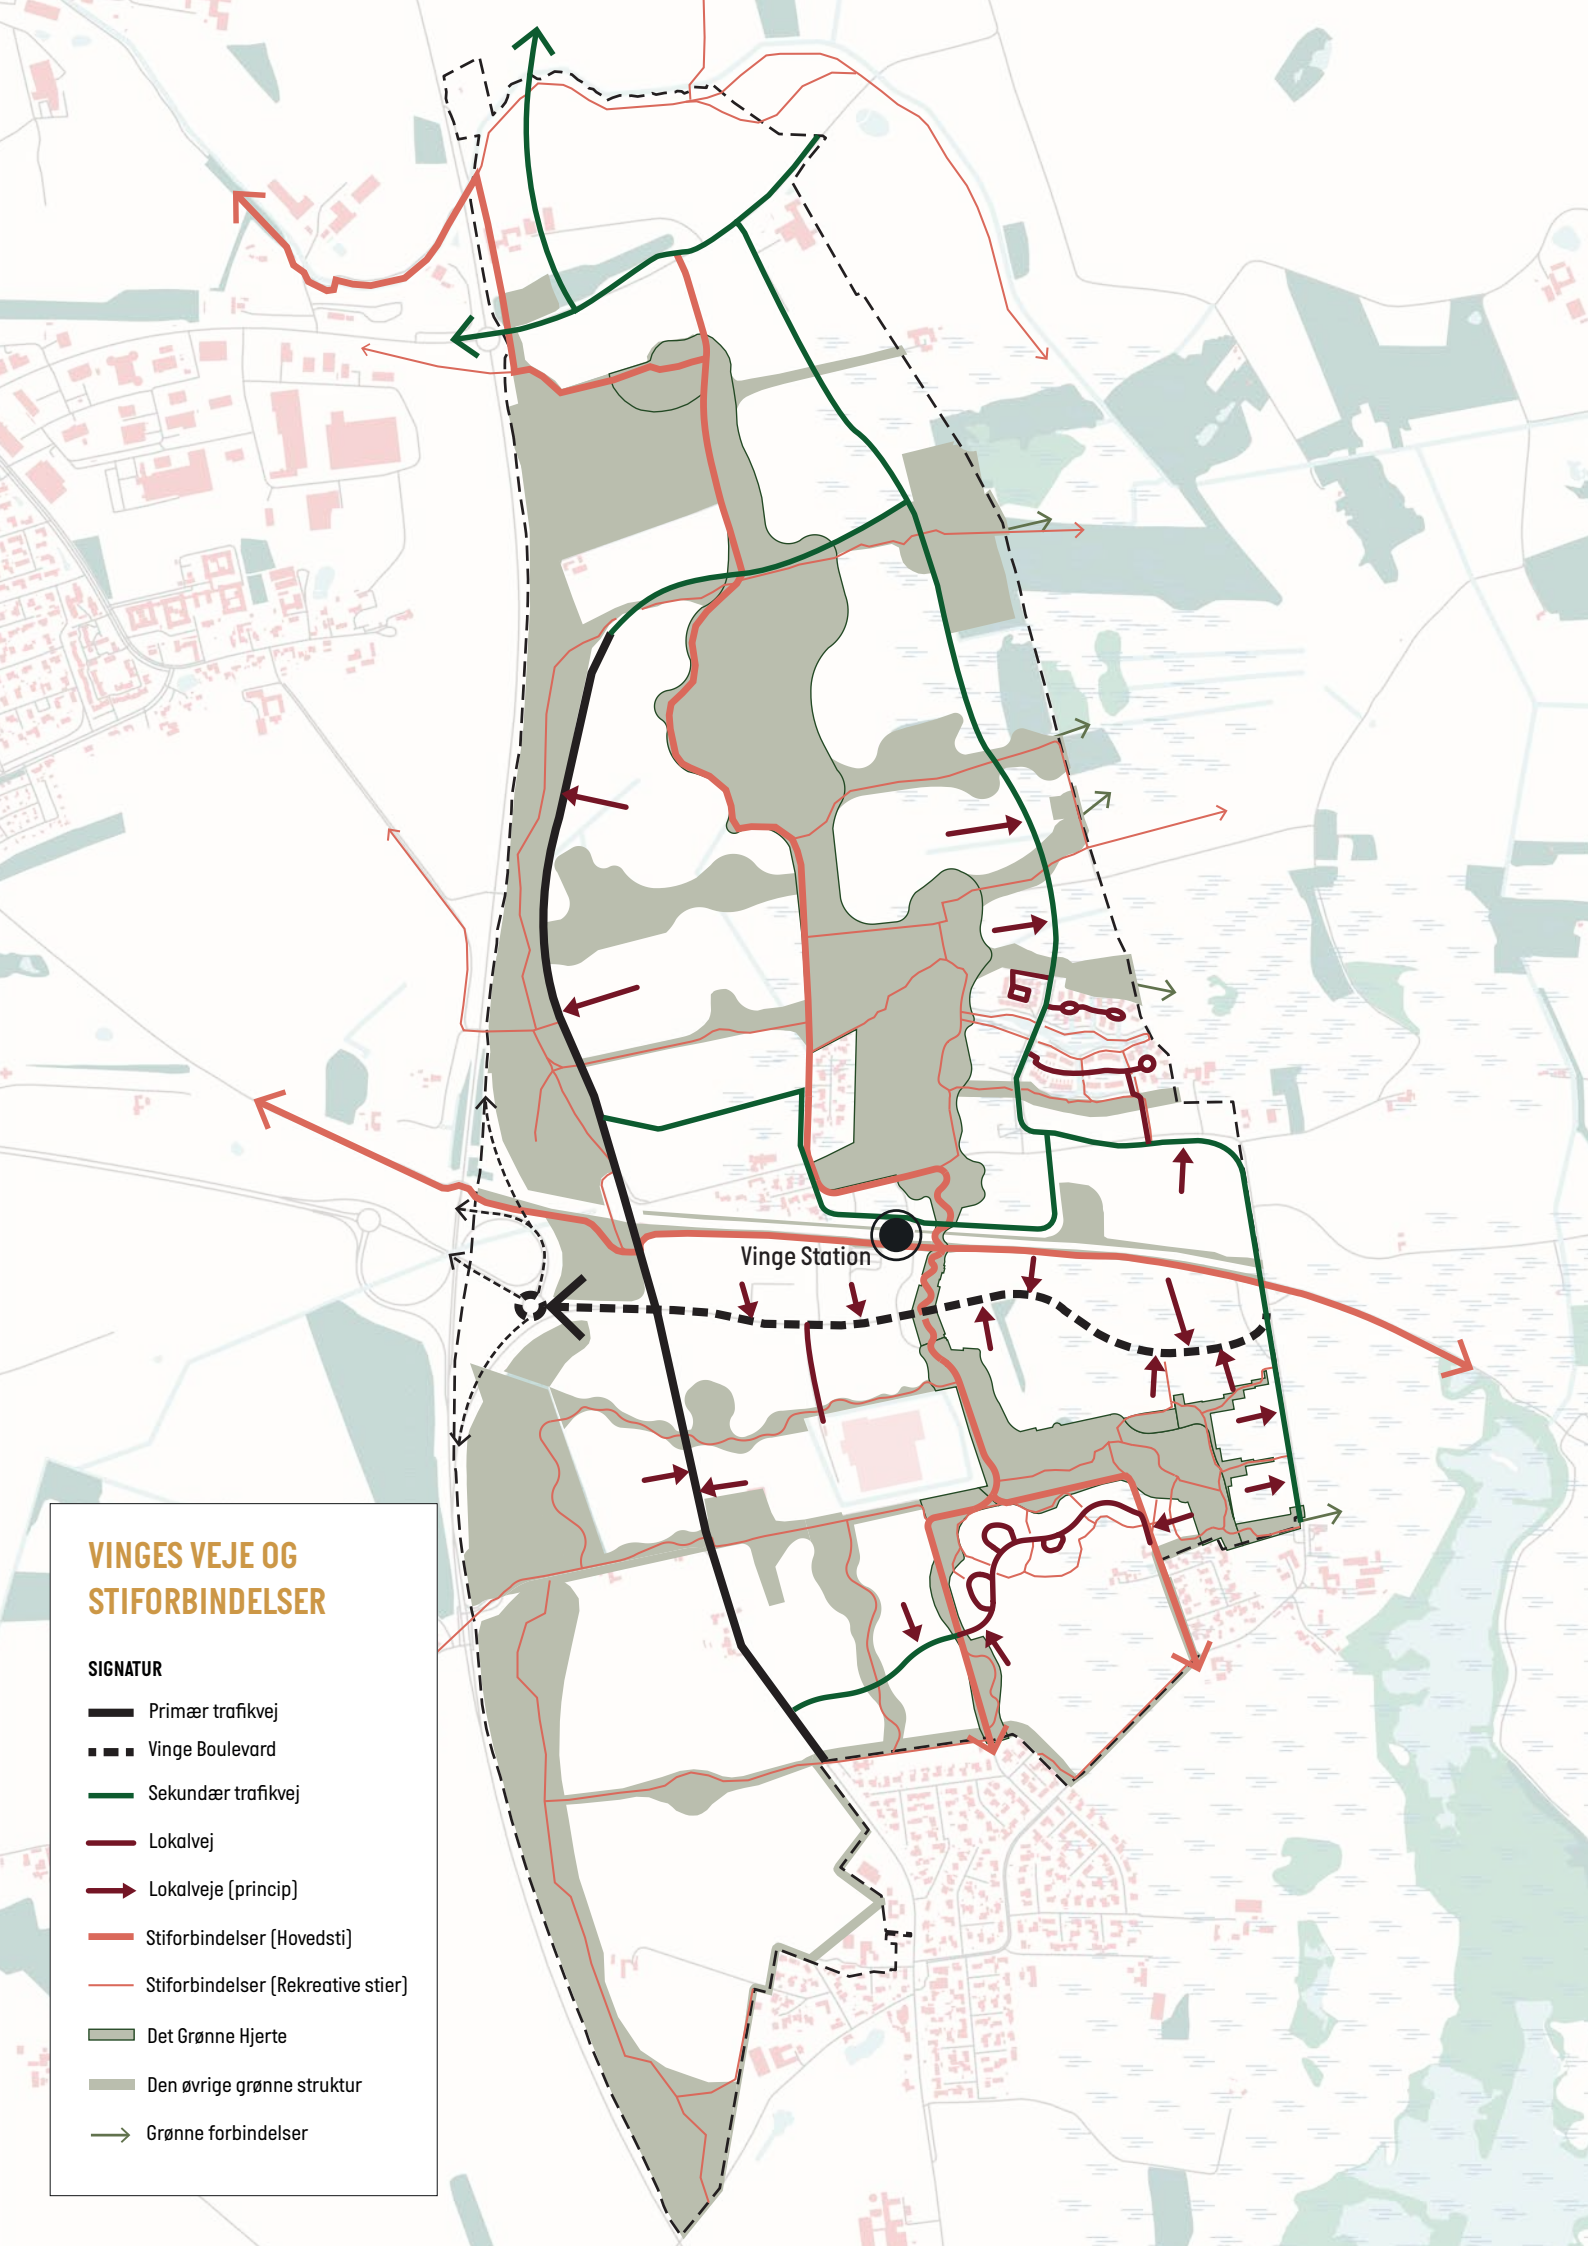 Vinge Station
VINGES VEJE OG
STIFORBINDELSER
SIGNATUR
Primær trafikvej
Vinge Boulevard
Sekundær trafikvej
Lokalvej
Lokalveje (princip)
Stiforbindelser (Hovedsti)
Stiforbindelser (Rekreative stier)
Det Grønne Hjerte
Den øvrige grønne struktur
Grønne forbindelser